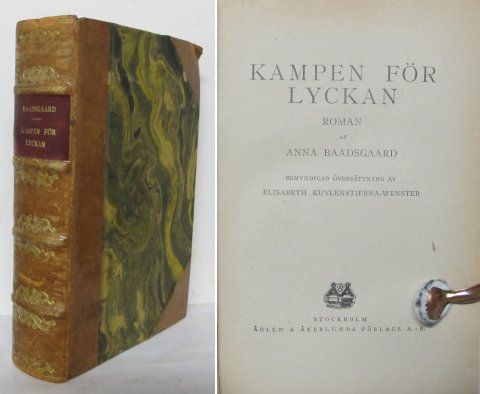 BAADSGAARD
KAMPEN FÖR
LYCKAN
KAMPEN FÖR
LYCKAN
ROMAN
AV
ANNA BAADSGAARD
BEMYNDIGAD ÖVERSÄTTNING AV
ELISABETH KUYLENSTIERNA-WENSTER
STOCKHOLM
ÅHLÉN & ÅKERLUNDS FÖRLAGS A.-B.